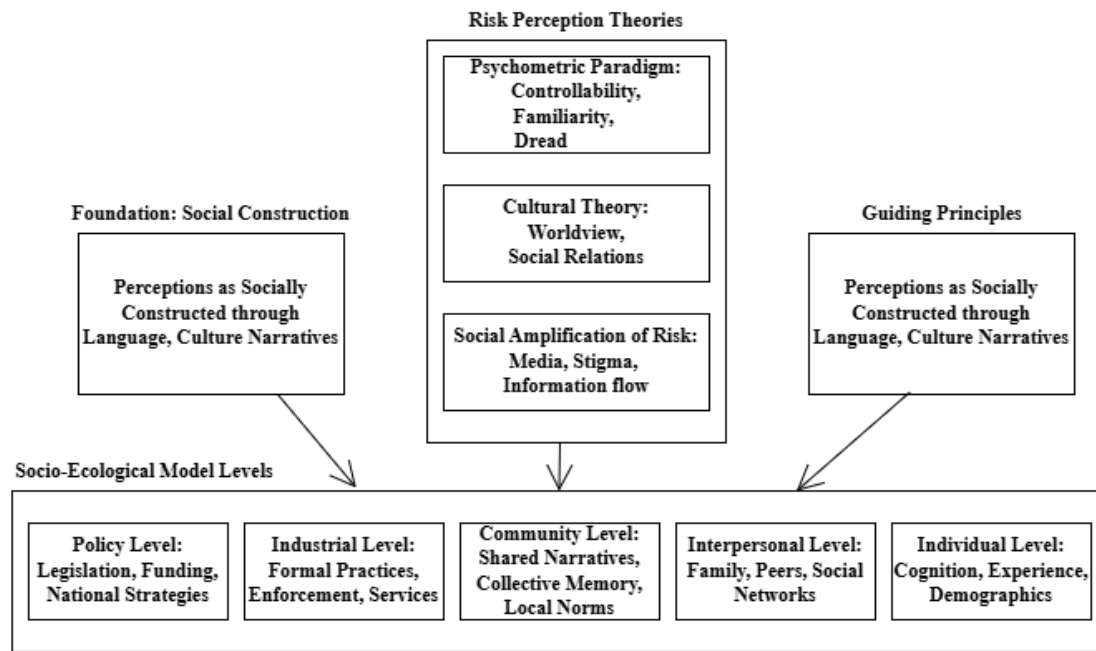 Risk Perception Theories
Psychometric Paradigm:
Controllability,
Familiarity,
Dread
Cultural Theory:
Worldview,
Social Relations
Social Amplification of Risk:
Media, Stigma,
Information flow
Foundation: Social Construction
Perceptions as Socially
Constructed through
Language, Culture Narratives
Guiding Principles
Perceptions as Socially
Constructed through
Language, Culture Narratives
Socio-Ecological Model Levels
Policy Level:
Legislation, Funding,
National Strategies
Industrial Level:
Formal Practices,
Enforcement, Services
Community Level:
Shared Narratives,
Collective Memory,
Local Norms
Interpersonal Level:
Family, Peers, Social
Networks
Individual Level:
Cognition, Experience,
Demographics